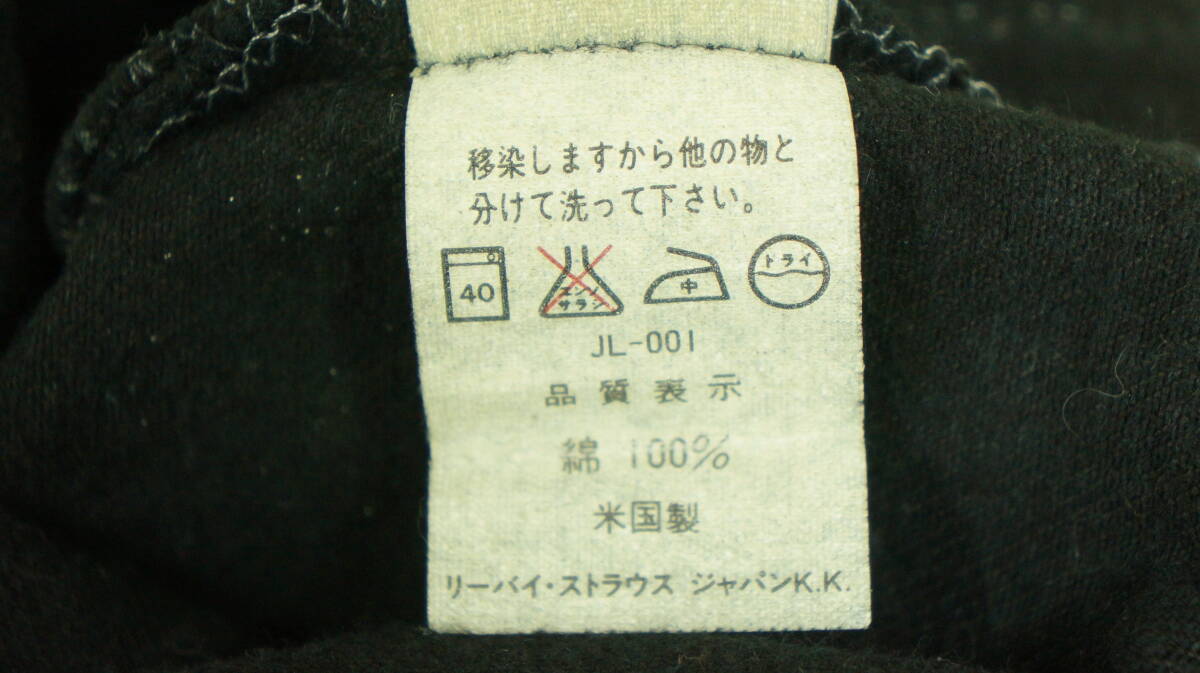 移染しますから他の物と
分けて洗って下さい。
40
エンソ
サラシ
中
ドライ
JL-001
品質表示
綿 100%
米国製
リーバイ・ストラウス ジャパンK.K.